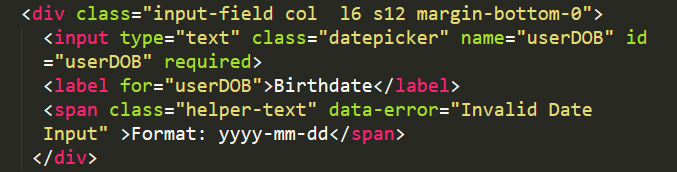 <div class="input-field col  l6 s12 margin-bottom-0">
<input type="text" class="datepicker" name="userDOB" id
="userDOB" required>
<label for="userDOB">Birthdate</label>
<span class="helper-text" data-error="Invalid Date
Input" >Format: yyyy-mm-dd</span>
</div>